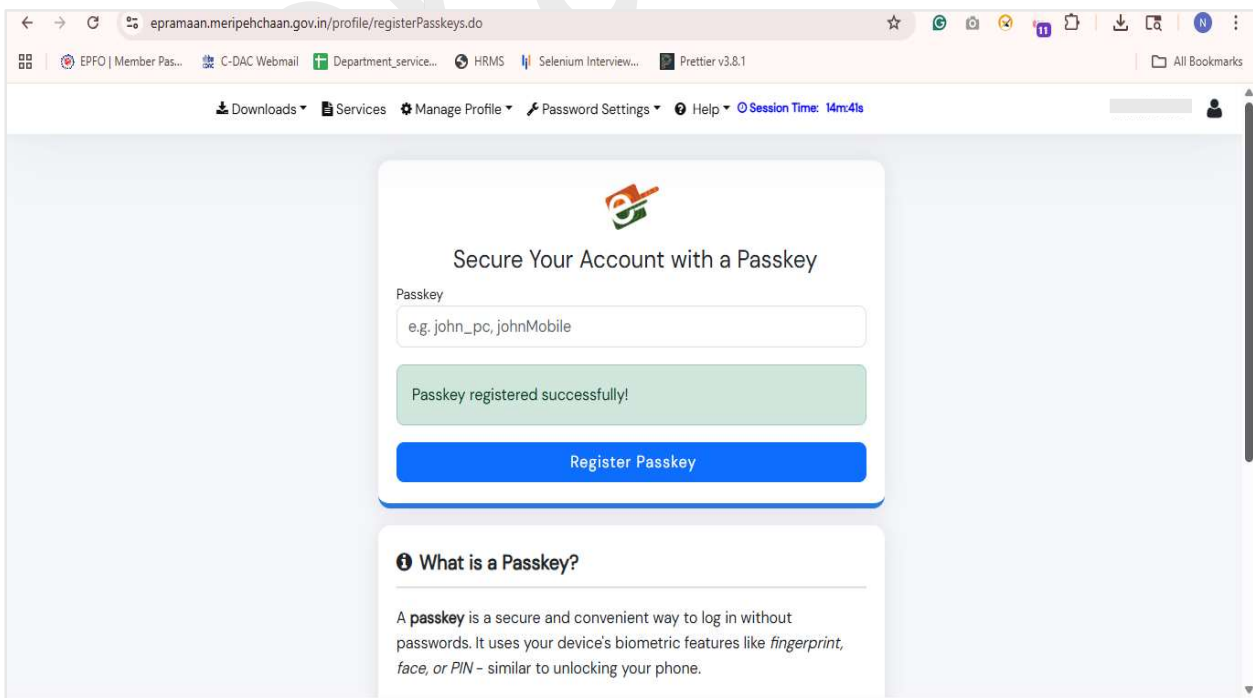 epramaan.meripehchaan.gov.in/profile/registerPasskeys.do
11
N
EPFO | Member Pas...
C-DAC Webmail
Department_service...
HRMS
Selenium Interview...
Prettier v3.8.1
All Bookmarks
Downloads
Services
Manage Profile
Password Settings
Help
Session Time: 14m:41s
e
Secure Your Account with a Passkey
Passkey
e.g. john_pc, johnMobile
Passkey registered successfully!
Register Passkey
What is a Passkey?
A passkey is a secure and convenient way to log in without
passwords. It uses your device's biometric features like fingerprint,
face, or PIN – similar to unlocking your phone.